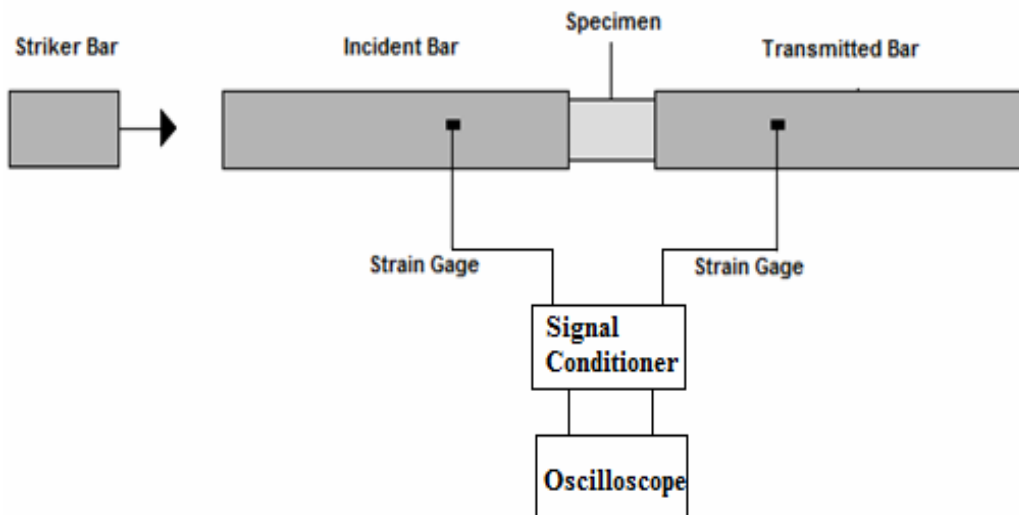 Specimen
Striker Bar
Incident Bar
Transmitted Bar
Strain Gage
Strain Gage
Signal
Conditioner
Oscilloscope